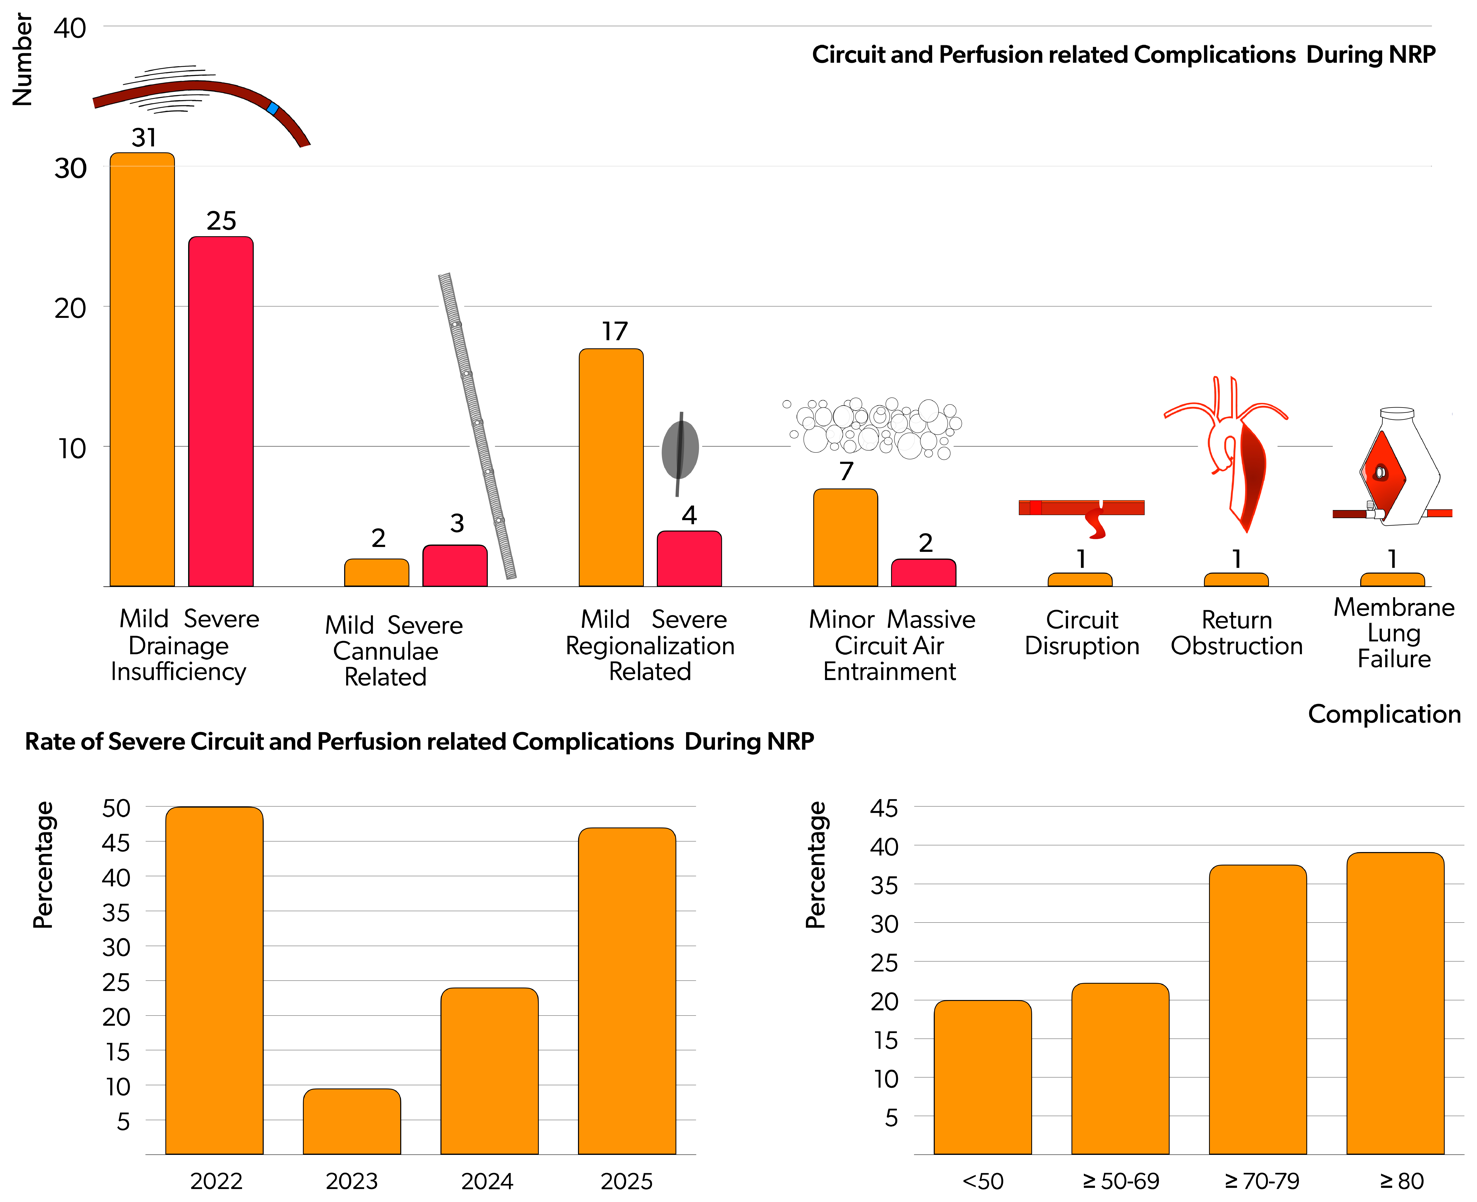 Number
40
30
20
10
Circuit and Perfusion related Complications During NRP
31
25
2
3
17
4
7
2
1
1
1
Mild Severe
Drainage
Insufficiency
Mild Severe
Cannulae
Related
Mild Severe
Regionalization
Related
Minor Massive
Circuit Air
Entrainment
Circuit
Disruption
Return
Obstruction
Membrane
Lung
Failure
Complication
Rate of Severe Circuit and Perfusion related Complications During NRP
Percentage
50
45
40
35
30
25
20
15
10
5
2022
2023
2024
2025
Percentage
45
40
35
30
25
20
15
10
5
<50
≥ 50-69
≥ 70-79
≥ 80